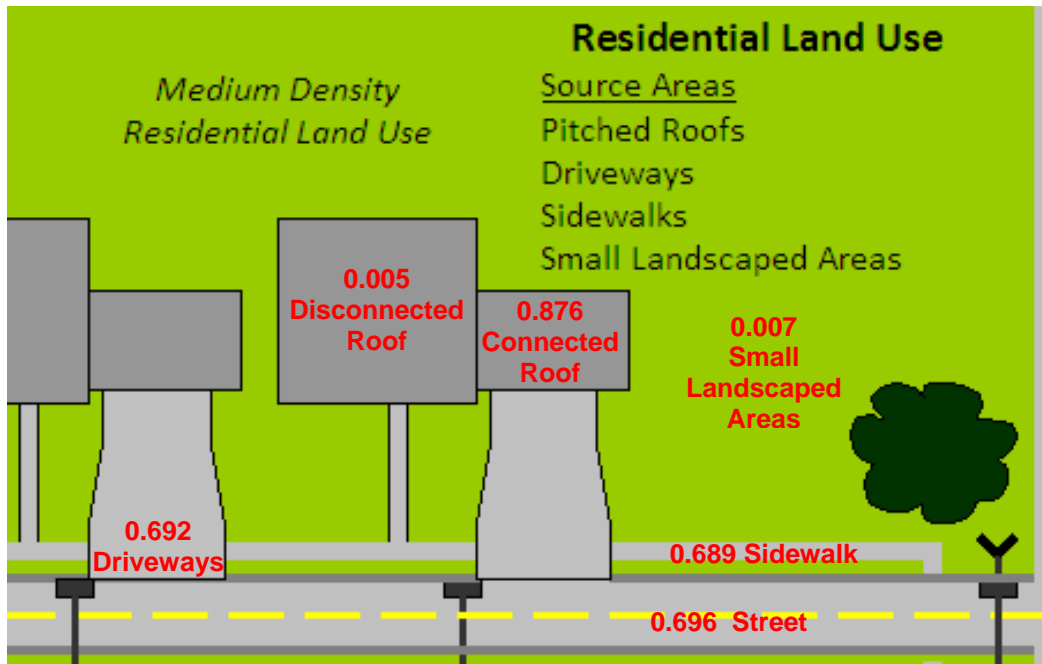 Residential Land Use
Medium Density
Residential Land Use
Source Areas
Pitched Roofs
Driveways
Sidewalks
Small Landscaped Areas
0.005
Disconnected
Roof
0.876
Connected
Roof
0.007
Small
Landscaped
Areas
0.692
Driveways
0.689 Sidewalk
0.696 Street